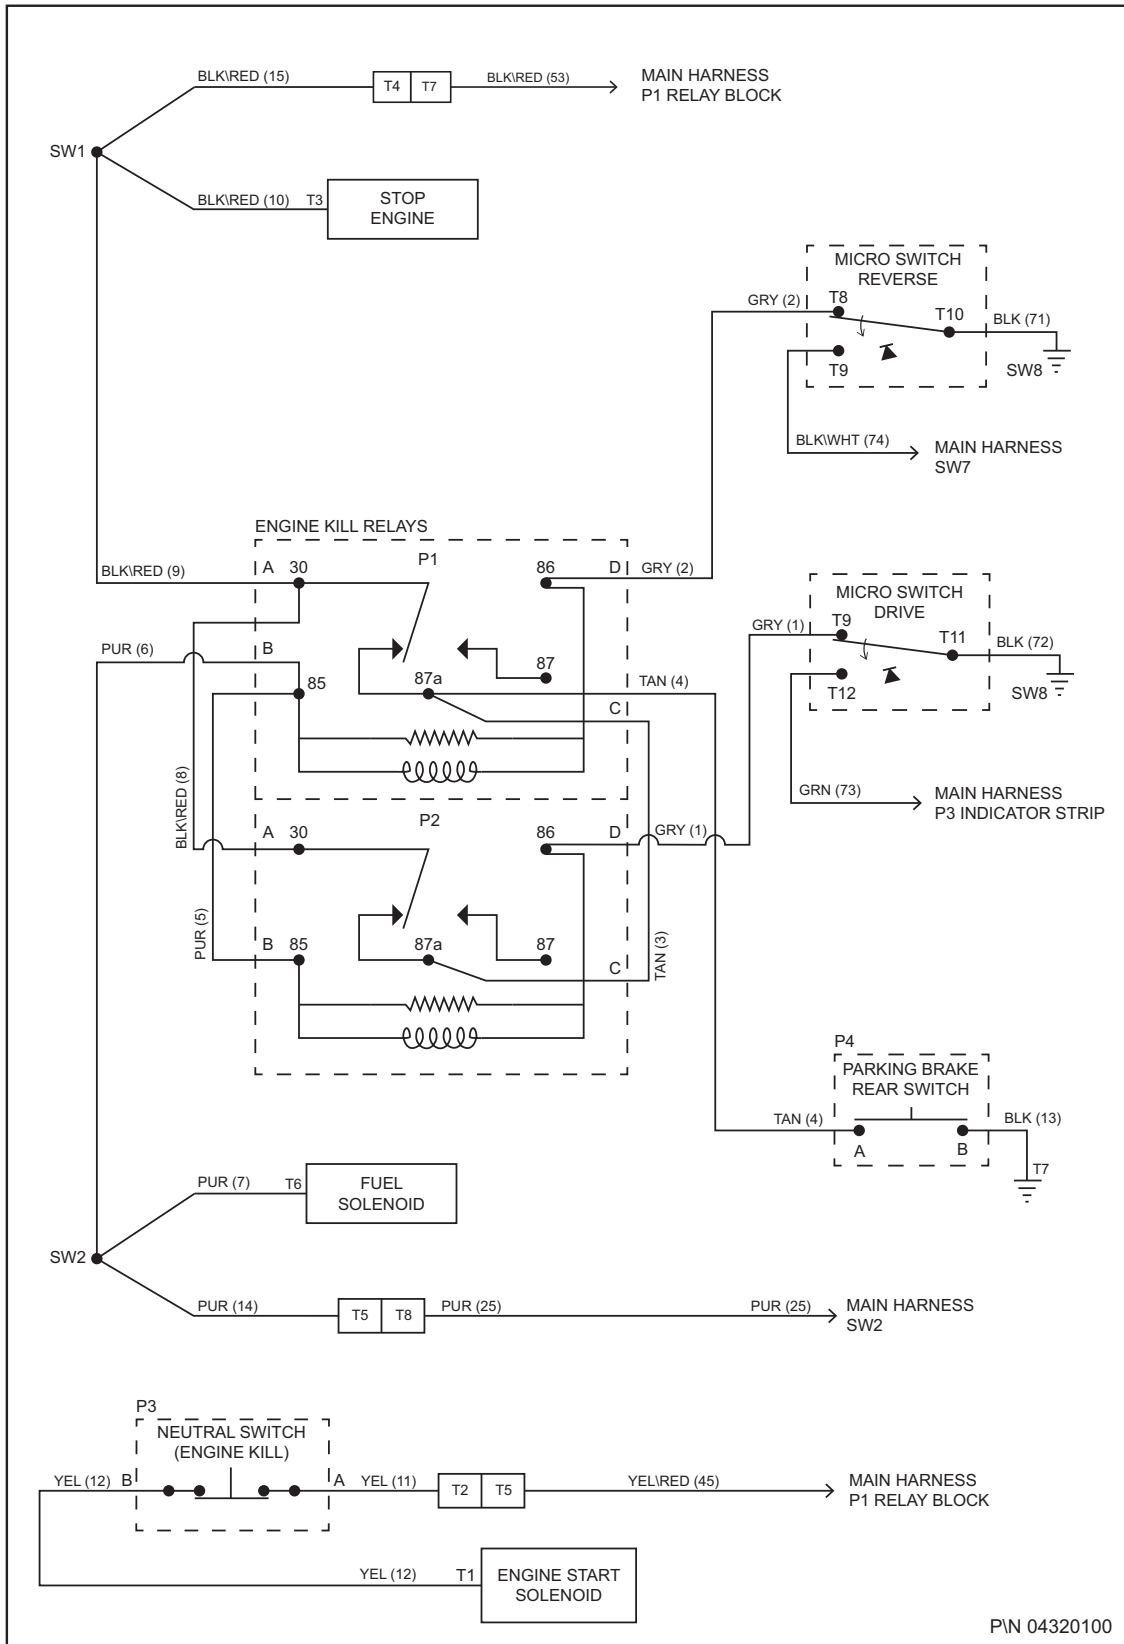 BLK\RED (15)
T4 T7
BLK\RED (53)
MAIN HARNESS
P1 RELAY BLOCK
SW1
BLK\RED (10)
T3
STOP
ENGINE
MICRO SWITCH
REVERSE
GRY (2)
T8
T10
BLK (71)
T9
SW8
BLK\WHT (74)
MAIN HARNESS
SW7
ENGINE KILL RELAYS
P1
A 30
86
D
GRY (2)
BLK\RED (9)
MICRO SWITCH
DRIVE
GRY (1)
T9
T11
BLK (72)
PUR (6)
B
85
87a
87
TAN (4)
C
T12
SW8
BLK\RED (8)
GRN (73)
MAIN HARNESS
P3 INDICATOR STRIP
P2
A 30
86
D
GRY (1)
PUR (5)
B 85
87a
87
C
TAN (3)
P4
PARKING BRAKE
REAR SWITCH
TAN (4)
A
B
BLK (13)
T7
PUR (7)
T6
FUEL
SOLENOID
SW2
PUR (14)
T5 T8
PUR (25)
PUR (25)
MAIN HARNESS
SW2
P3
NEUTRAL SWITCH
(ENGINE KILL)
YEL (12)
B
A
YEL (11)
T2 T5
YEL\RED (45)
MAIN HARNESS
P1 RELAY BLOCK
YEL (12)
T1
ENGINE START
SOLENOID
P\N 04320100